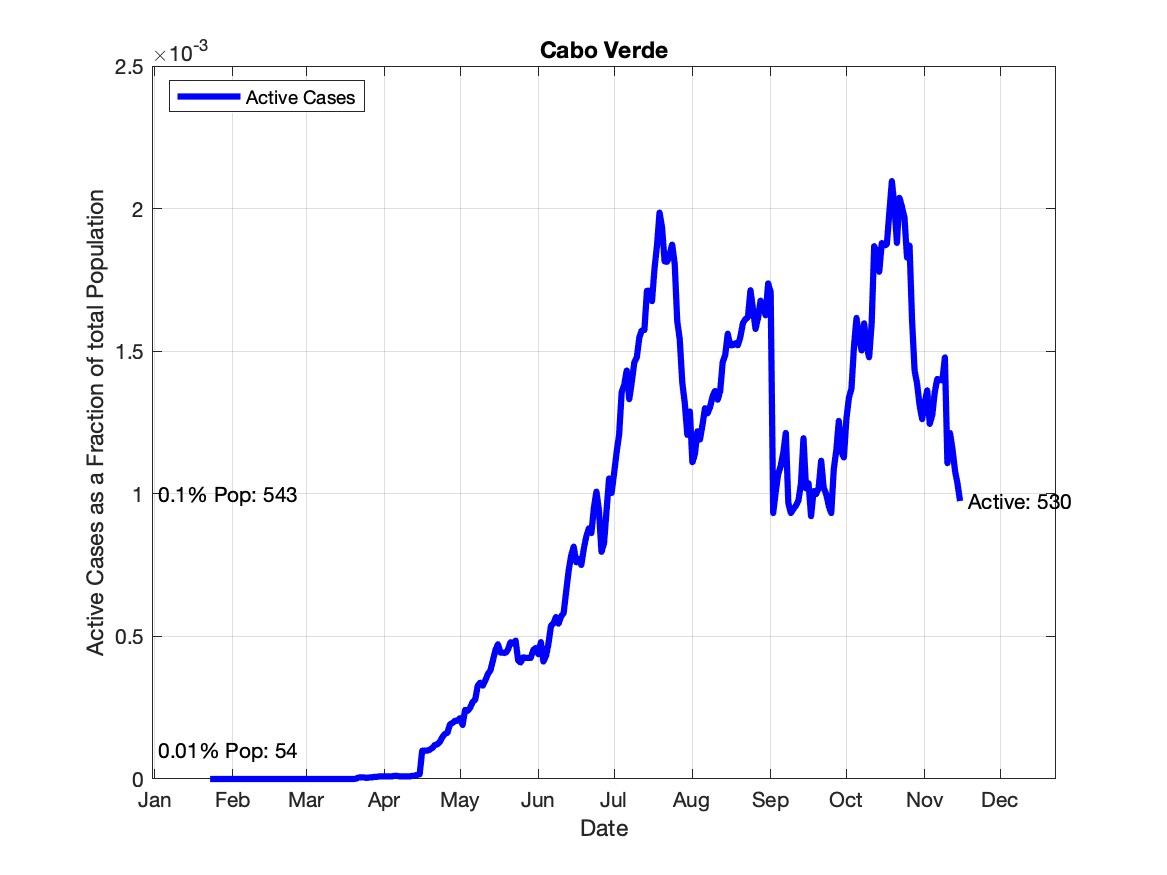 Cabo Verde
×10⁻³
2.5
2
1.5
1
0.5
0
Active Cases
0.1% Pop: 543
0.01% Pop: 54
Active: 530
Active Cases as a Fraction of total Population
Jan Feb Mar Apr May Jun Jul Aug Sep Oct Nov Dec
Date